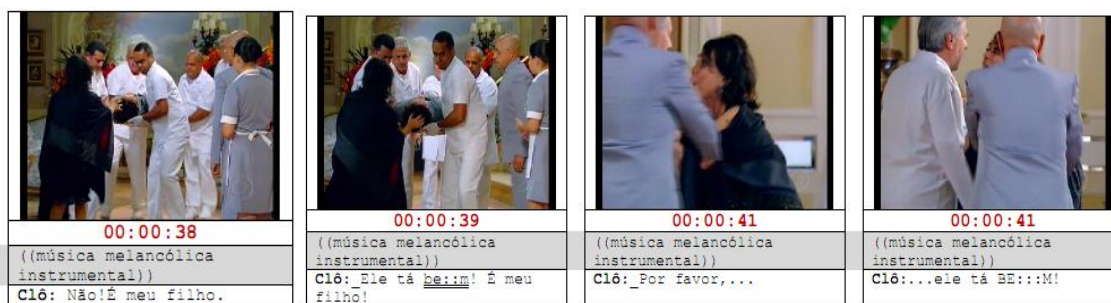 00:00:38
((música melancólica
instrumental))
Clô: Não!É meu filho.
00:00:39
((música melancólica
instrumental))
Clô:_Ele tá be::m! É meu
filho!
00:00:41
((música melancólica
instrumental))
Clô:_Por favor,...
00:00:41
((música melancólica
instrumental))
Clô:...ele tá BE:::M!